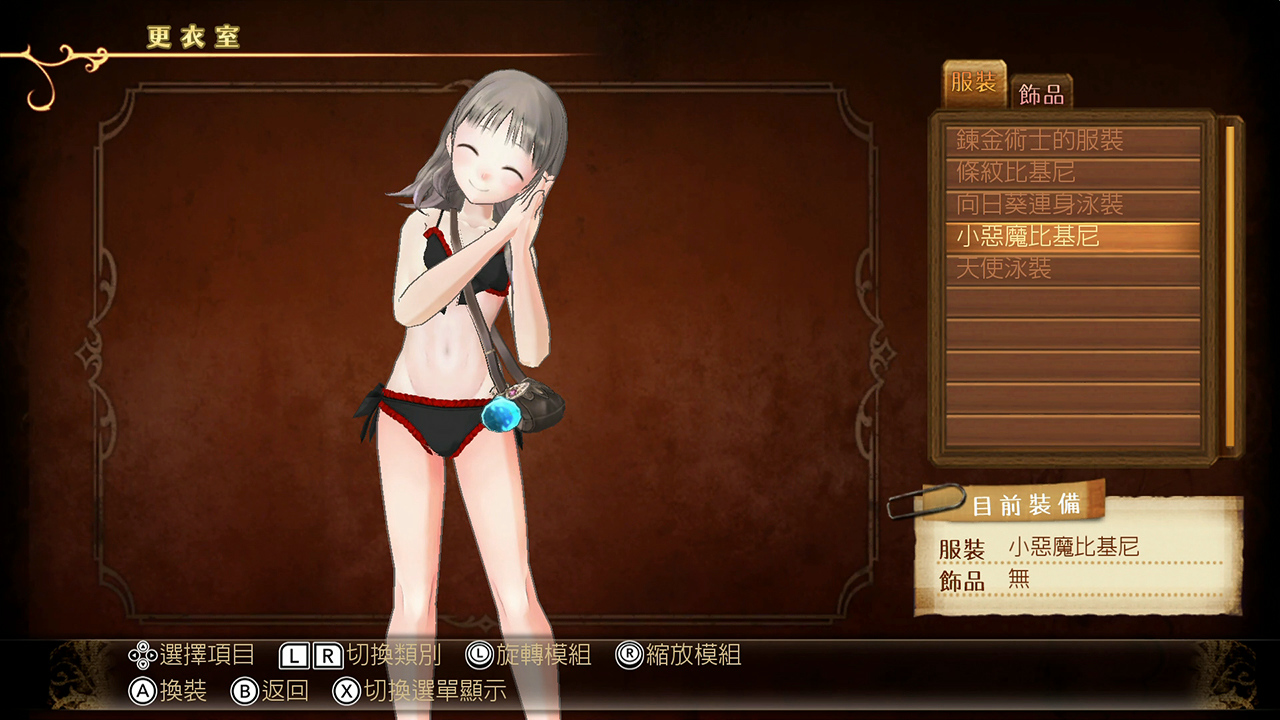 更衣室
服裝
飾品
鍊金術士的服裝
條紋比基尼
向日葵連身泳裝
小惡魔比基尼
天使泳裝
目前裝備
服裝 小惡魔比基尼
飾品 無
選擇項目 L R 切換類別 L 旋轉模組 R 縮放模組
A 換裝 B 返回 X 切換選單顯示